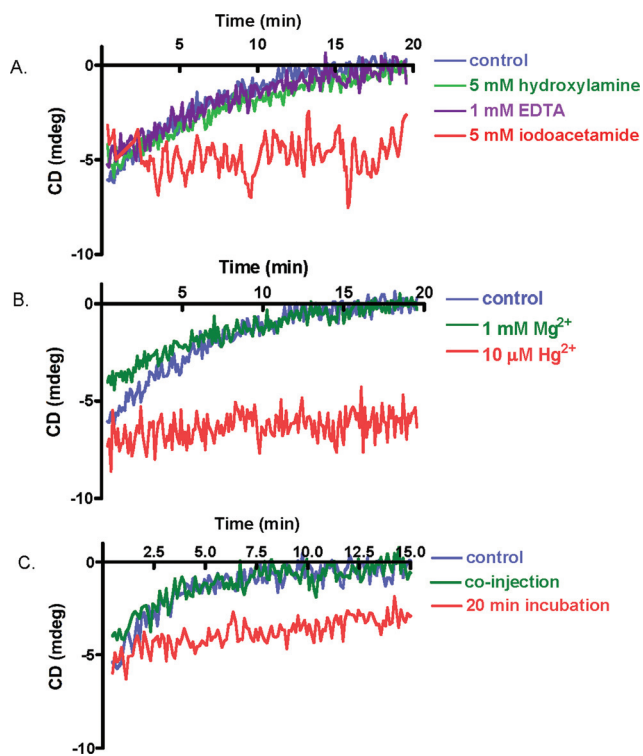 Time (min)
A.
5 10 15 20
0
-5
-10
CD (mdeg)
control
5 mM hydroxylamine
1 mM EDTA
5 mM iodoacetamide
Time (min)
B.
5 10 15 20
0
-5
-10
CD (mdeg)
control
1 mM Mg²⁺
10 µM Hg²⁺
Time (min)
C.
2.5 5.0 7.5 10.0 12.5 15.0
0
-5
-10
CD (mdeg)
control
co-injection
20 min incubation